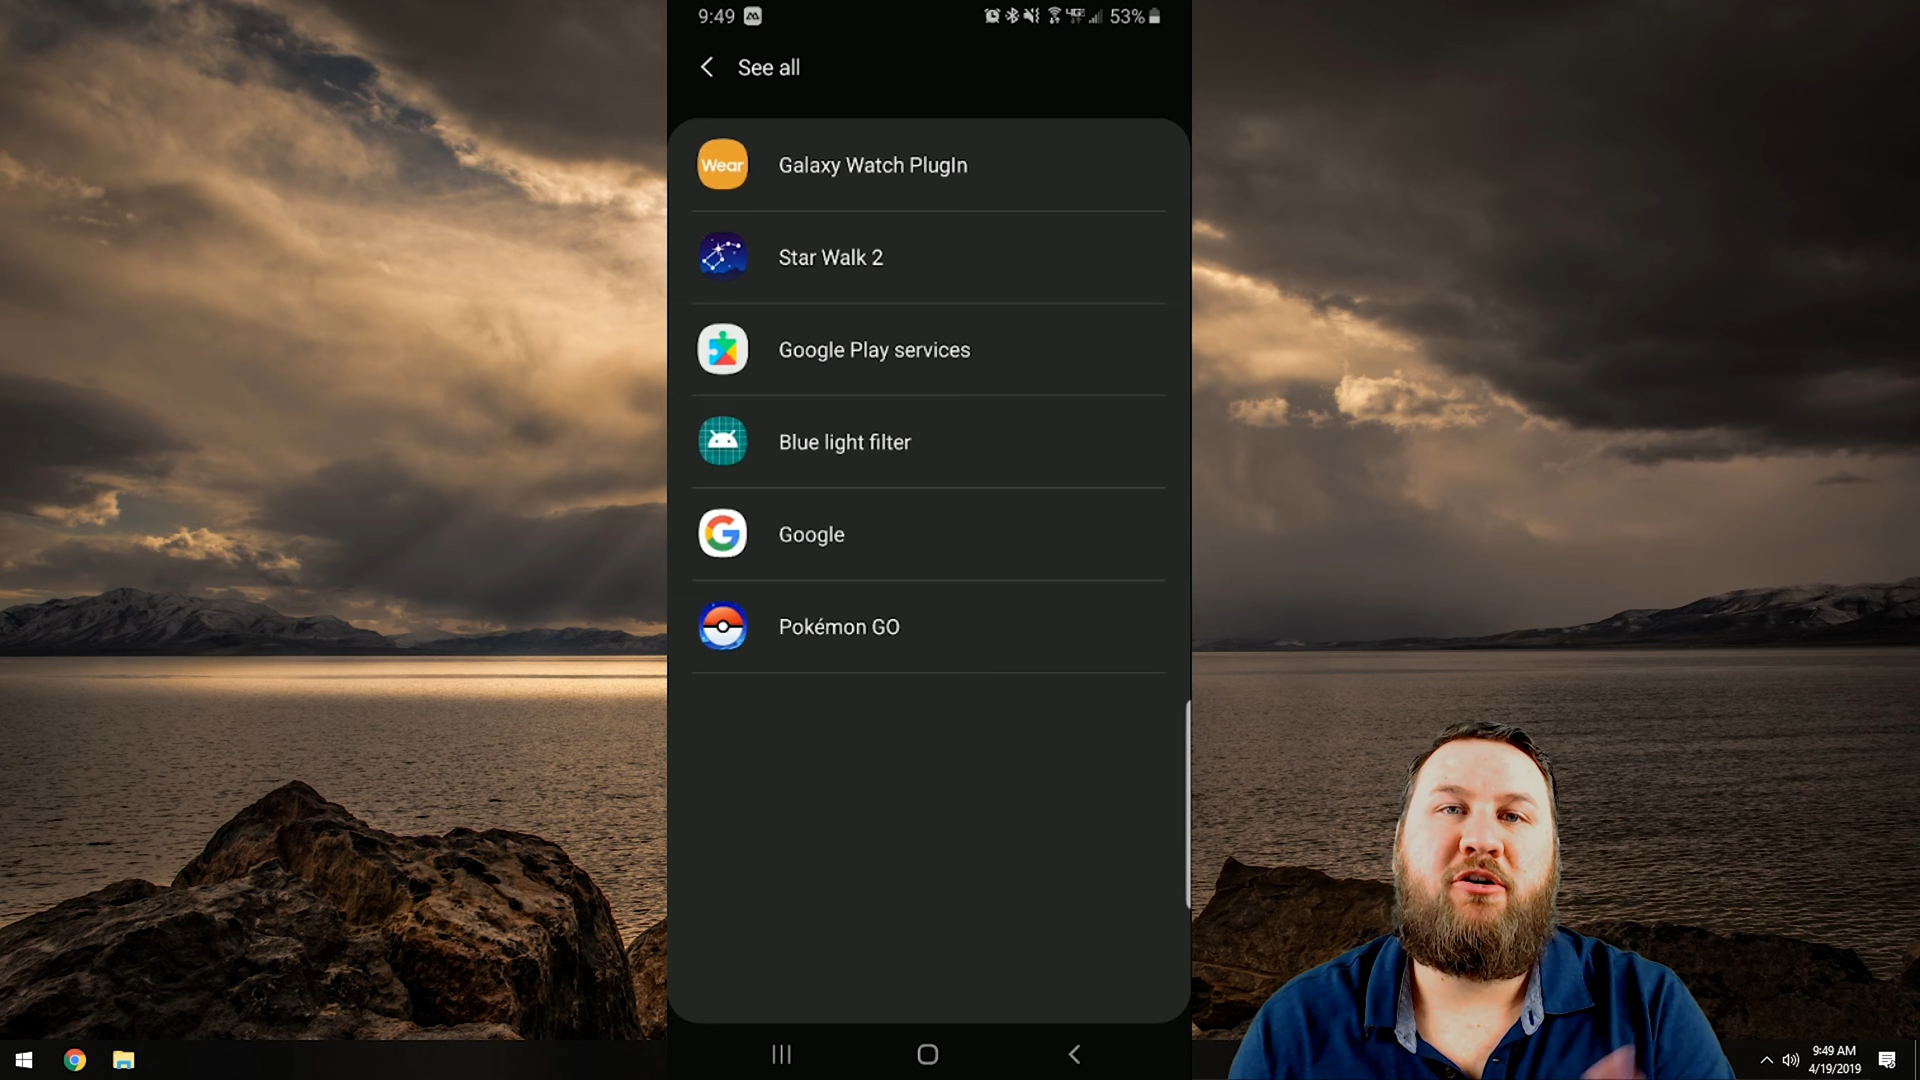 9:49
4G 53%
See all
Wear
Galaxy Watch PlugIn
Star Walk 2
Google Play services
Blue light filter
G
Google
Pokémon GO
9:49 AM
4/19/2019